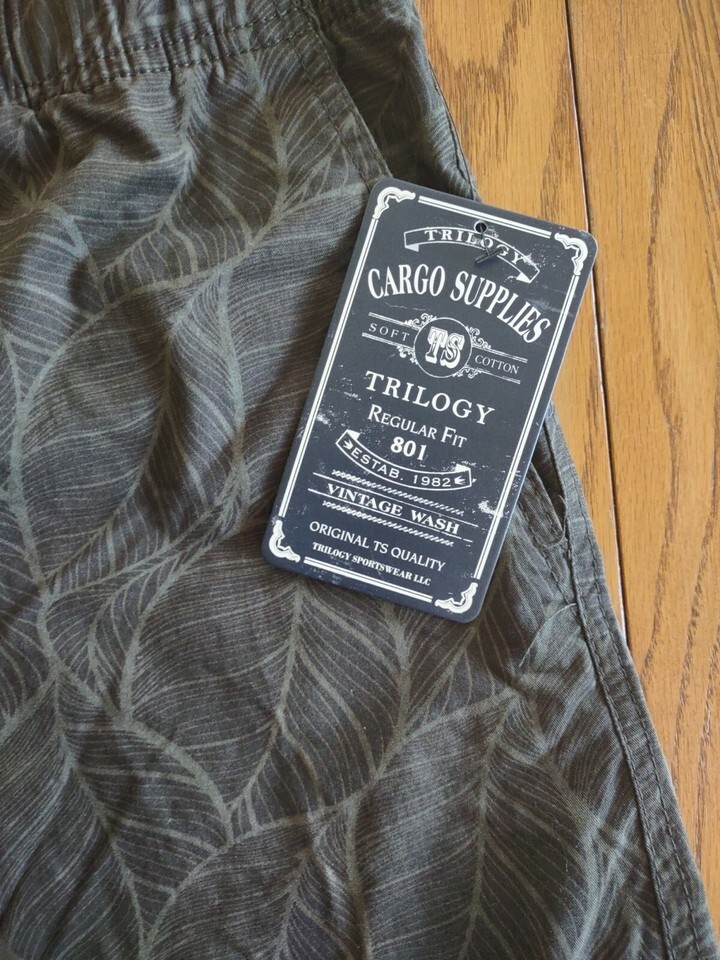 TRILOGY
CARGO SUPPLIES
SOFT TS COTTON
TRILOGY
REGULAR FIT
801
ESTAB. 1982
VINTAGE WASH
ORIGINAL TS QUALITY
TRILOGY SPORTSWEAR LLC